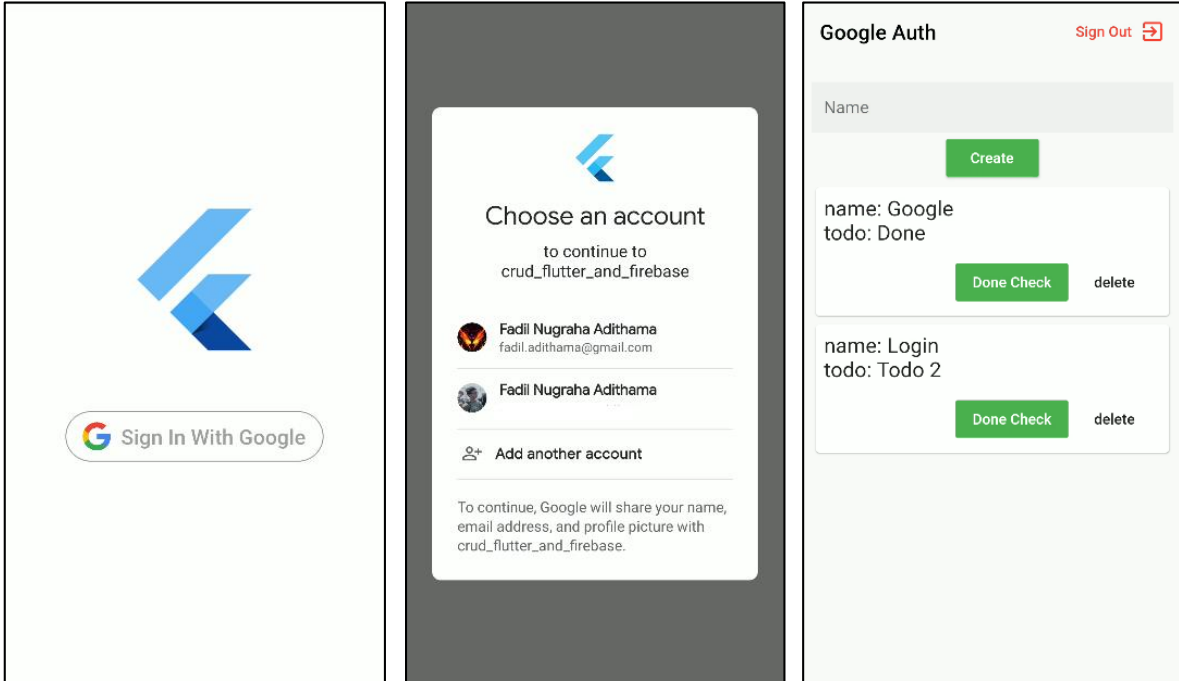 Sign In With Google
Choose an account
to continue to
crud_flutter_and_firebase
Fadil Nugraha Adithama
fadil.adithama@gmail.com
Fadil Nugraha Adithama
Add another account
To continue, Google will share your name,
email address, and profile picture with
crud_flutter_and_firebase.
Google Auth
Sign Out
Name
Create
name: Google
todo: Done
Done Check
delete
name: Login
todo: Todo 2
Done Check
delete